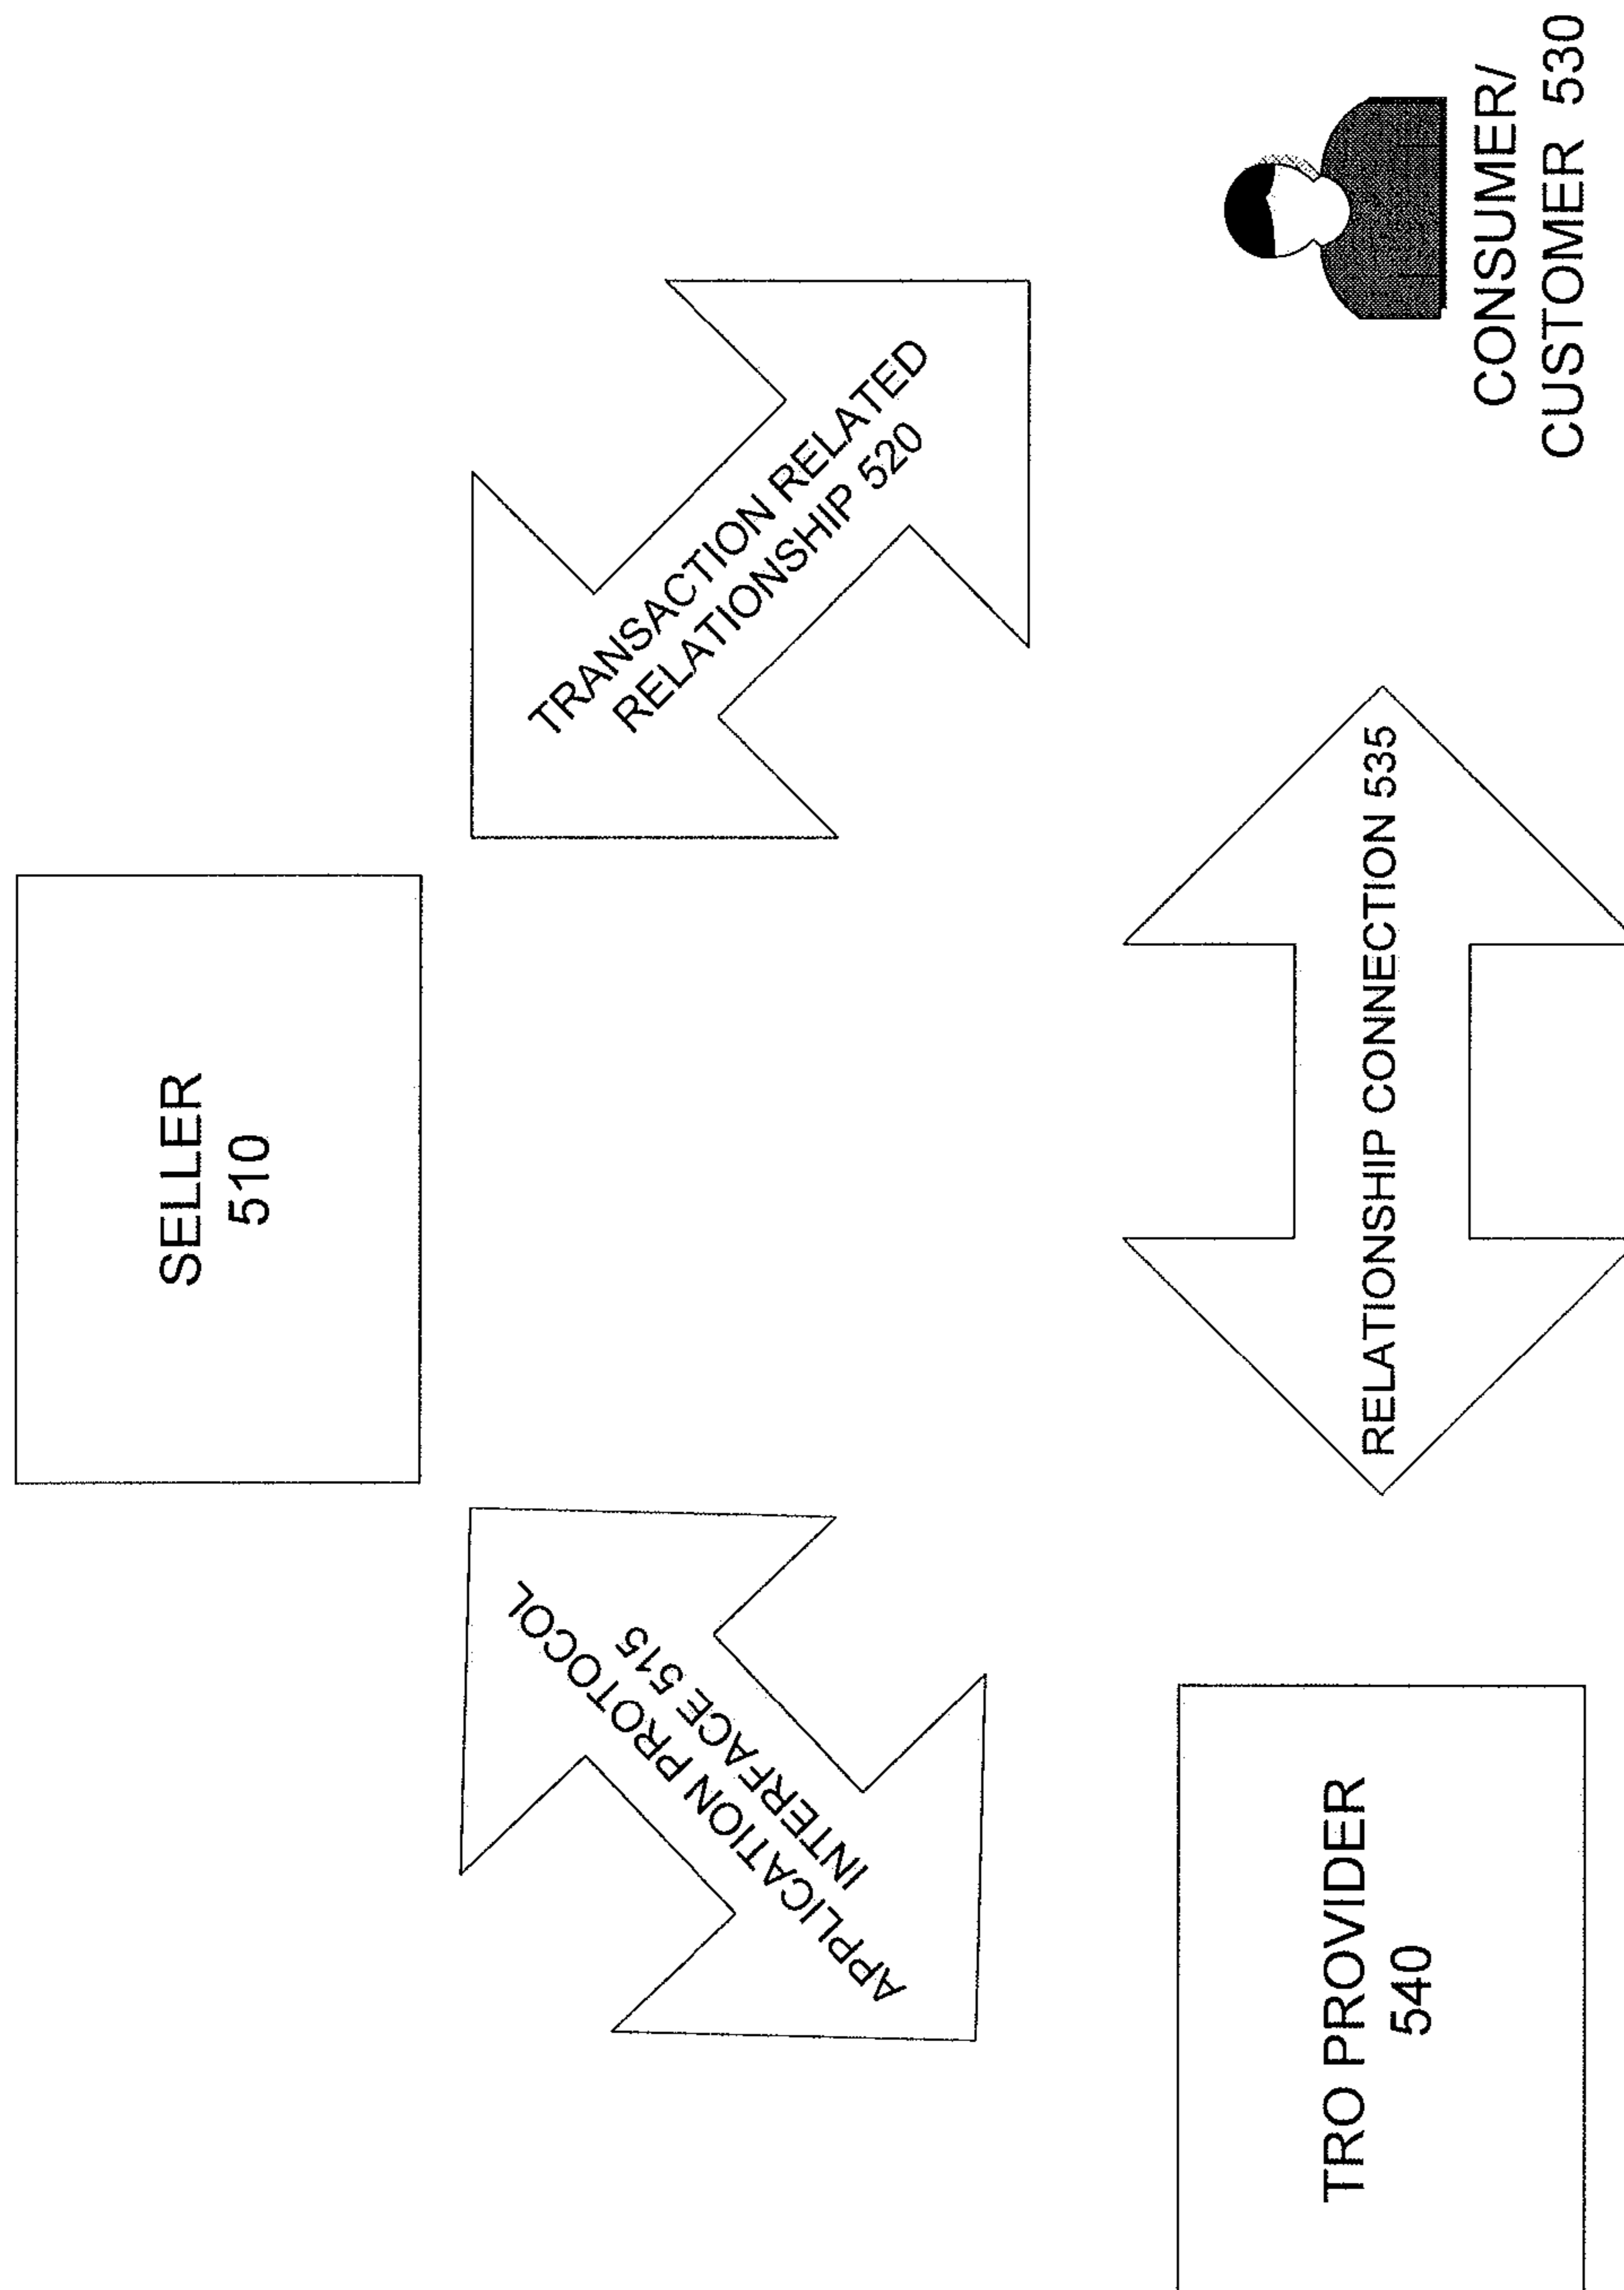 SELLER
510
APPLICATION PROTOCOL
INTERFACE 515
TRANSACTION RELATED
RELATIONSHIP 520
TRO PROVIDER
540
RELATIONSHIP CONNECTION 535
CONSUMER/
CUSTOMER 530